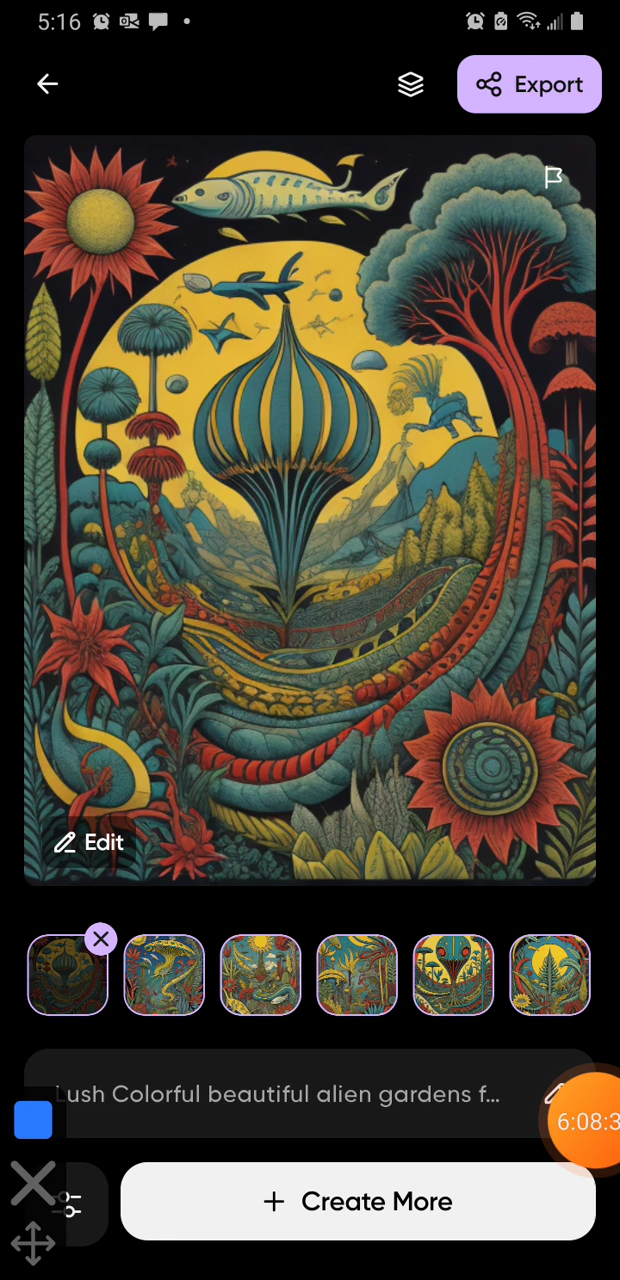 5:16
Export
Edit
Lush Colorful beautiful alien gardens f...
6:08:3
Create More